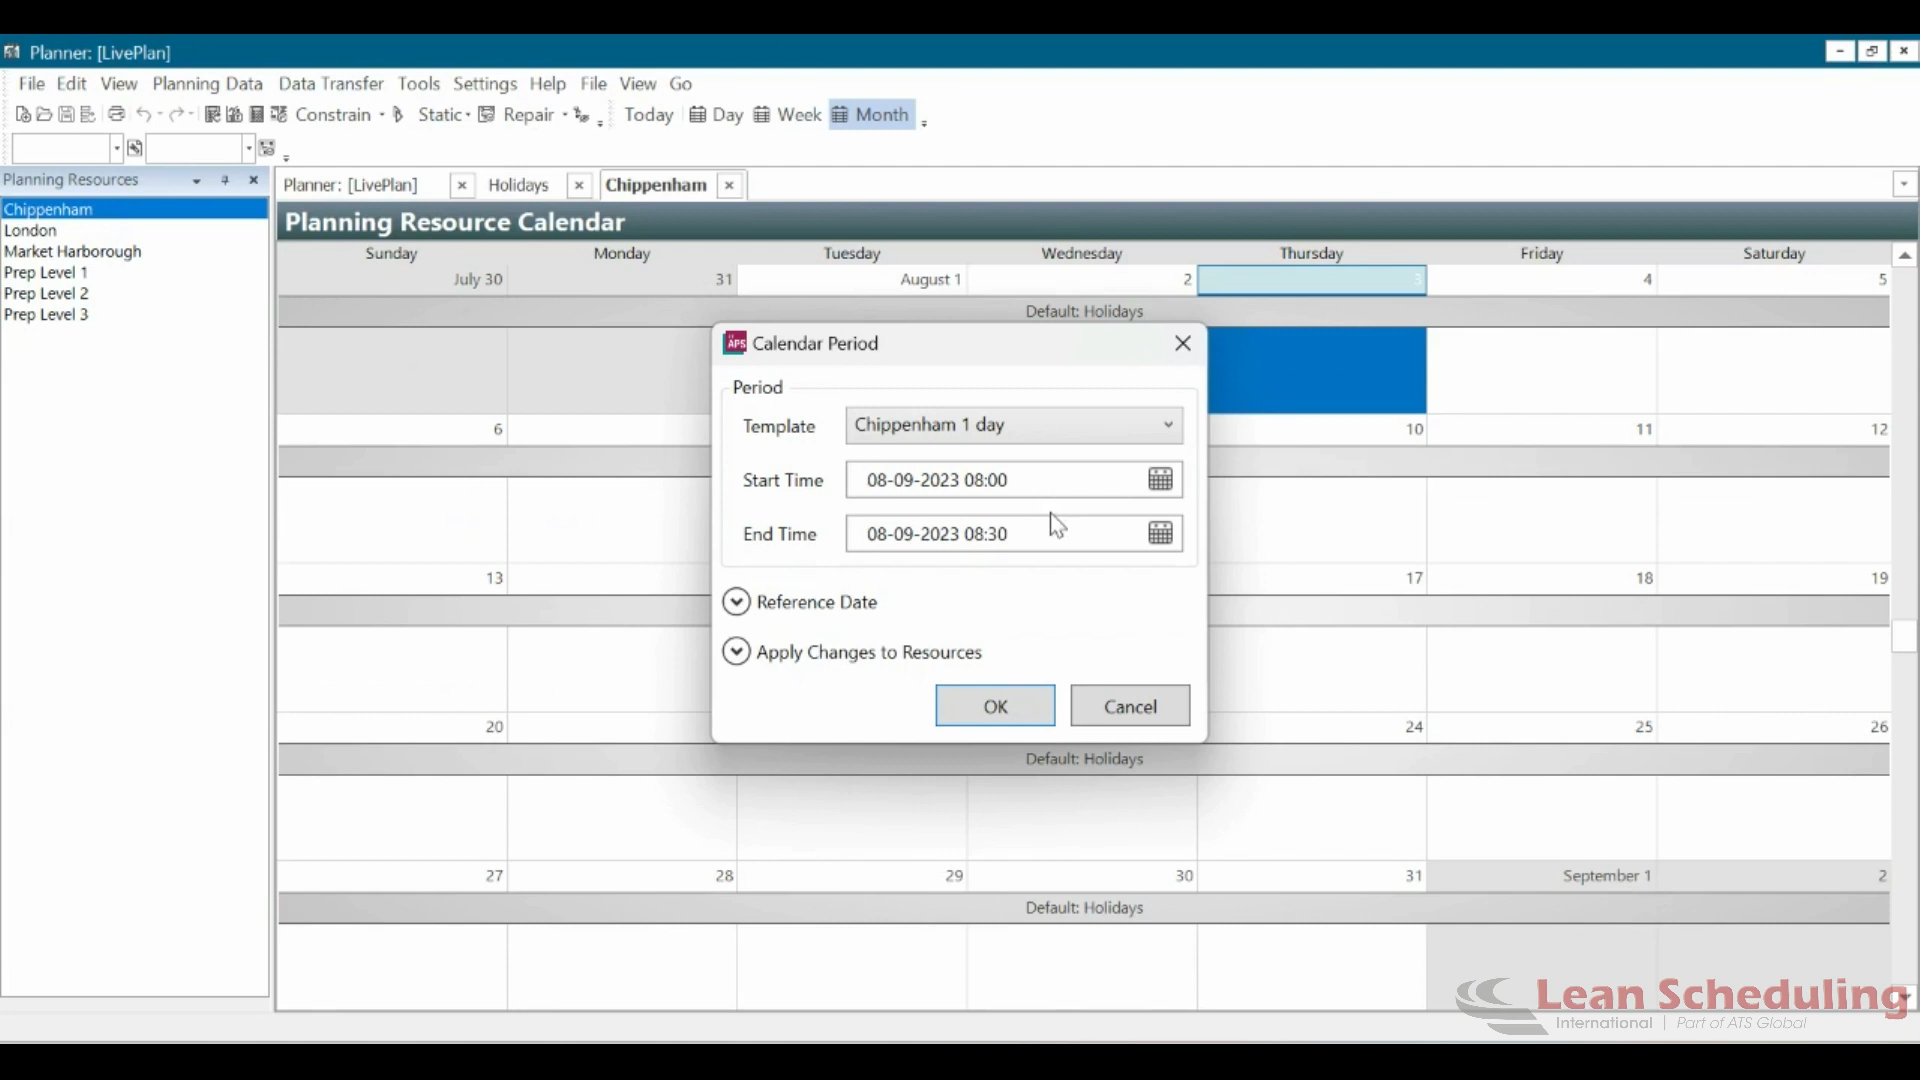 Planner: [LivePlan]
File Edit View Planning Data Data Transfer Tools Settings Help File View Go
Constrain Static Repair Today Day Week Month
Planning Resources
Chippenham
London
Market Harborough
Prep Level 1
Prep Level 2
Prep Level 3
Planner: [LivePlan] Holidays Chippenham
Planning Resource Calendar
Sunday Monday Tuesday Wednesday Thursday Friday Saturday
July 30 31 August 1 2 3 4 5
Default: Holidays
6 10 11 12
13 17 18 19
20 24 25 26
Default: Holidays
27 28 29 30 31 September 1 2
Default: Holidays
APS Calendar Period
Period
Template Chippenham 1 day
Start Time 08-09-2023 08:00
End Time 08-09-2023 08:30
Reference Date
Apply Changes to Resources
OK Cancel
Lean Scheduling
International | Part of ATS Global